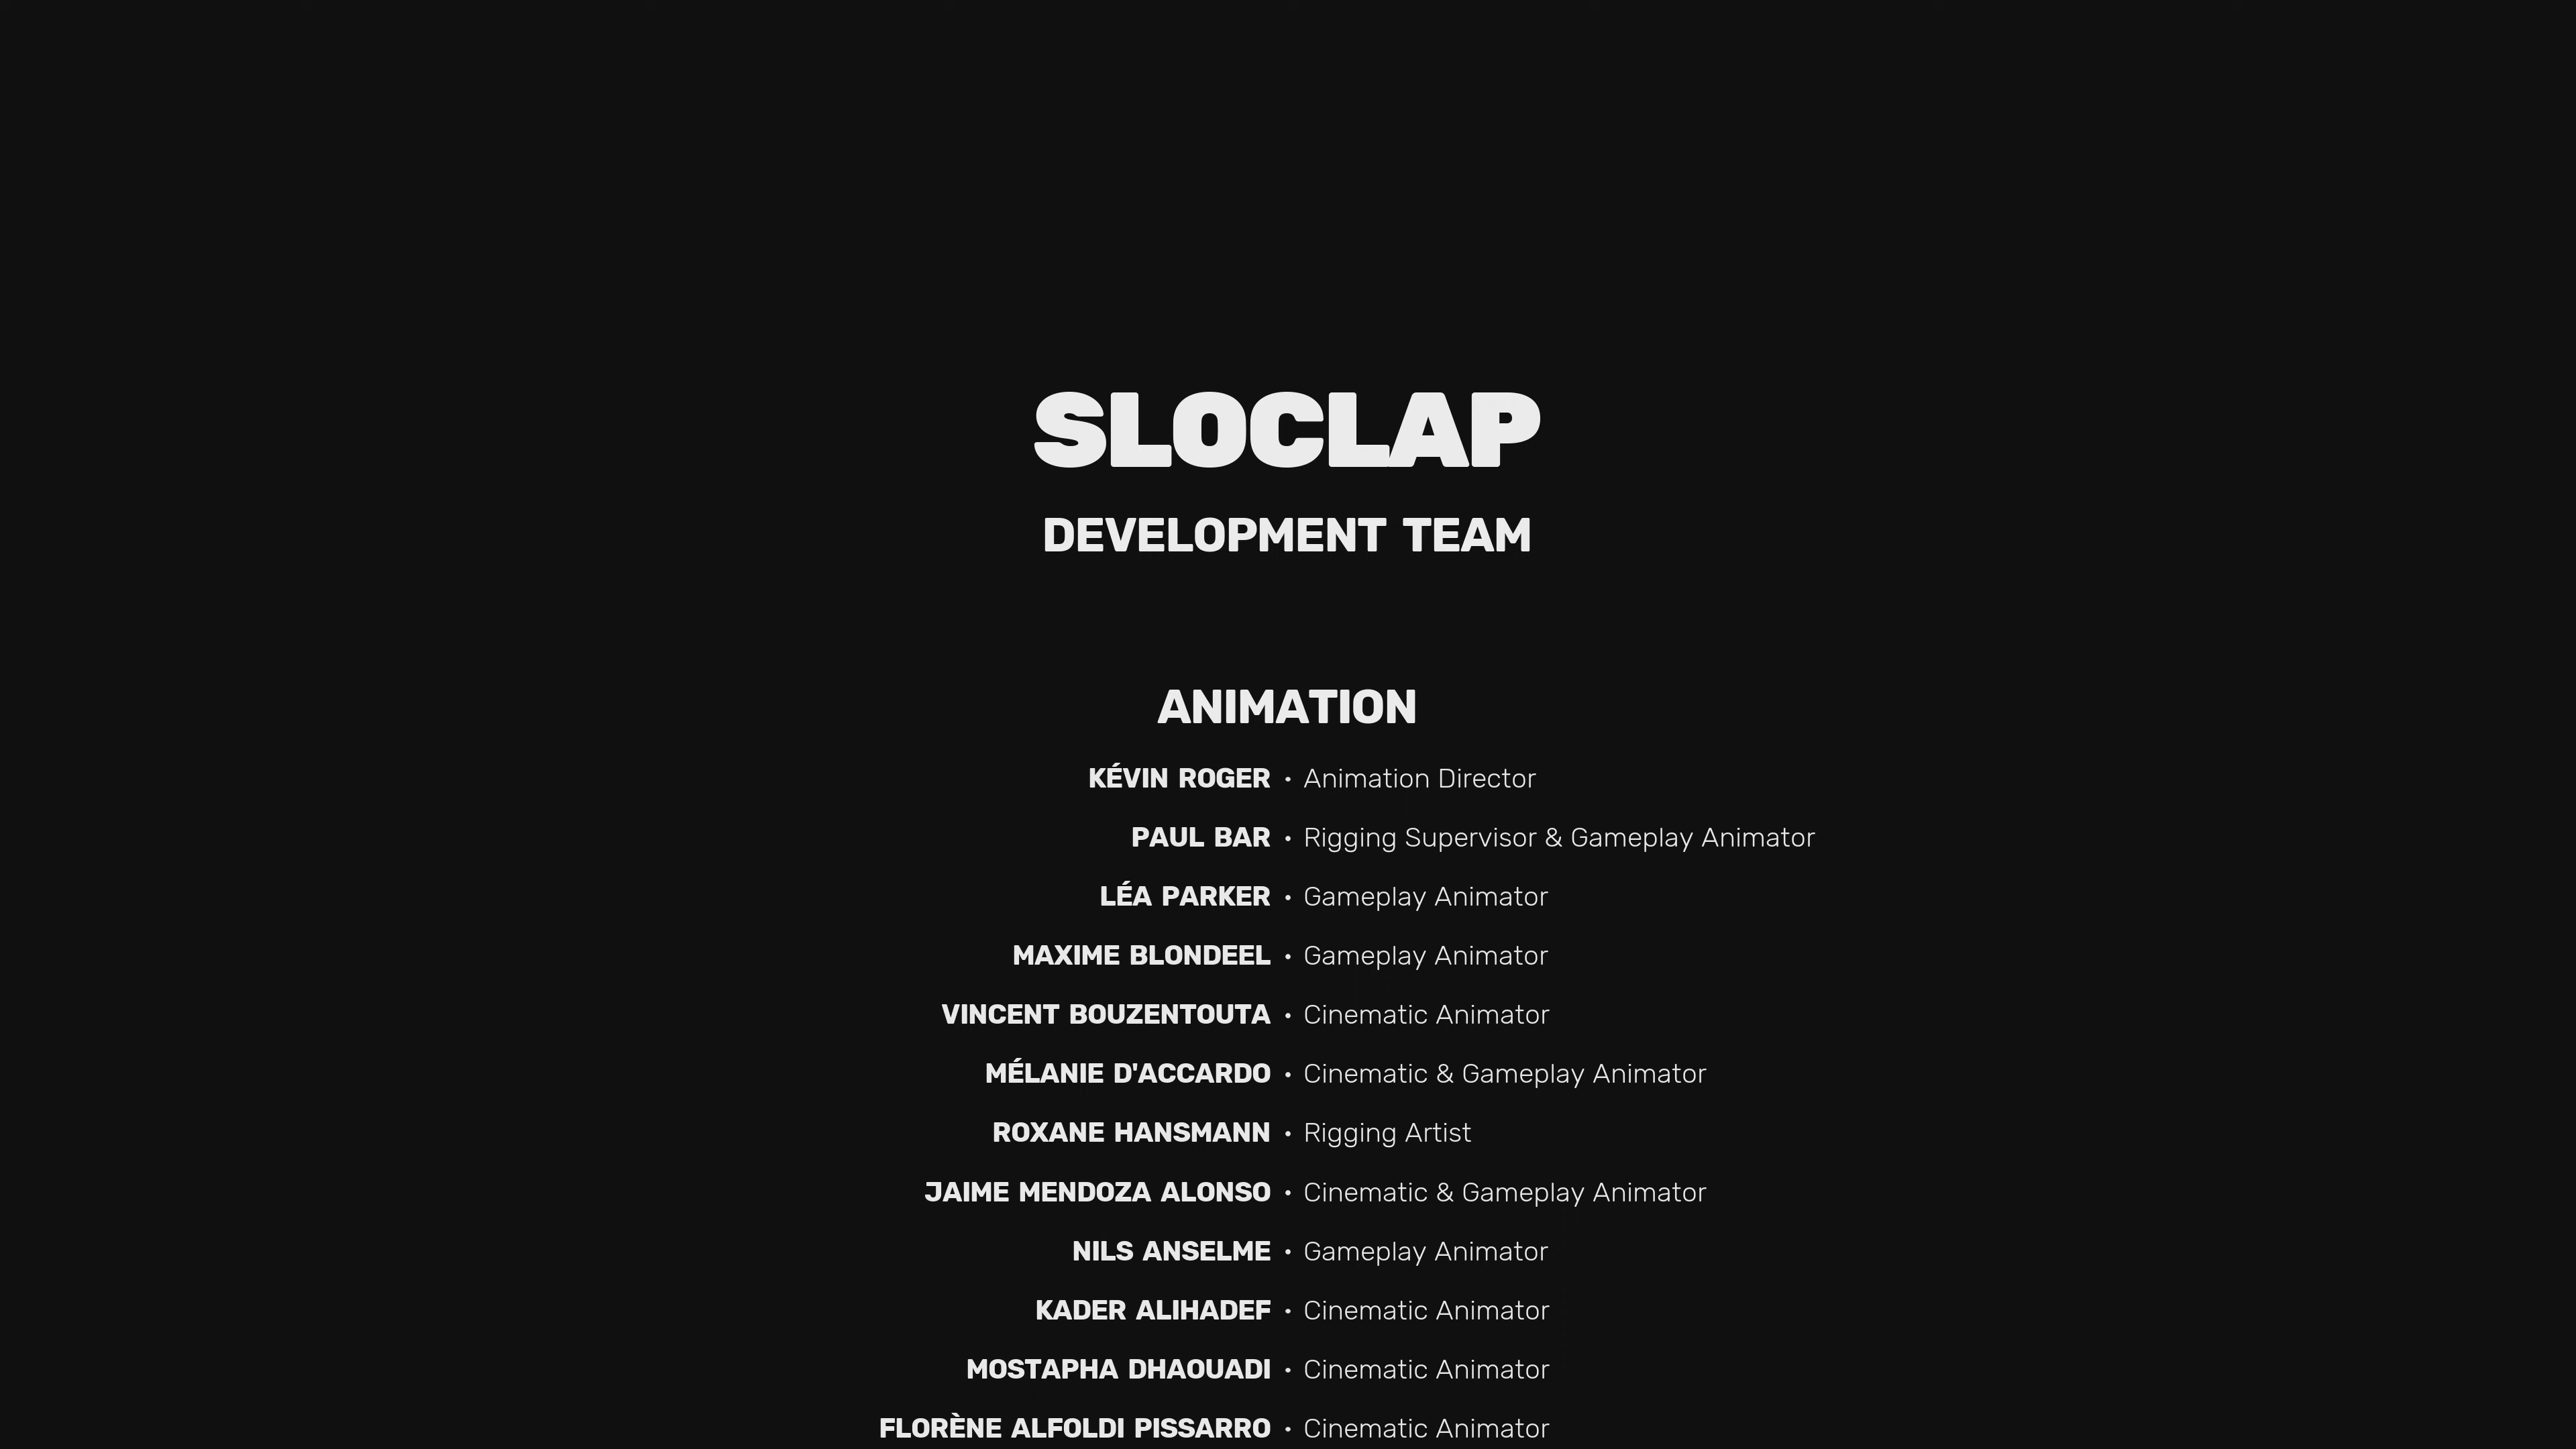 SLOCLAP
DEVELOPMENT TEAM
ANIMATION
KÉVIN ROGER • Animation Director
PAUL BAR • Rigging Supervisor & Gameplay Animator
LÉA PARKER • Gameplay Animator
MAXIME BLONDEEL • Gameplay Animator
VINCENT BOUZENTOUTA • Cinematic Animator
MÉLANIE D'ACCARDO • Cinematic & Gameplay Animator
ROXANE HANSMANN • Rigging Artist
JAIME MENDOZA ALONSO • Cinematic & Gameplay Animator
NILS ANSELME • Gameplay Animator
KADER ALIHADEF • Cinematic Animator
MOSTAPHA DHAOUADI • Cinematic Animator
FLORÈNE ALFOLDI PISSARRO • Cinematic Animator